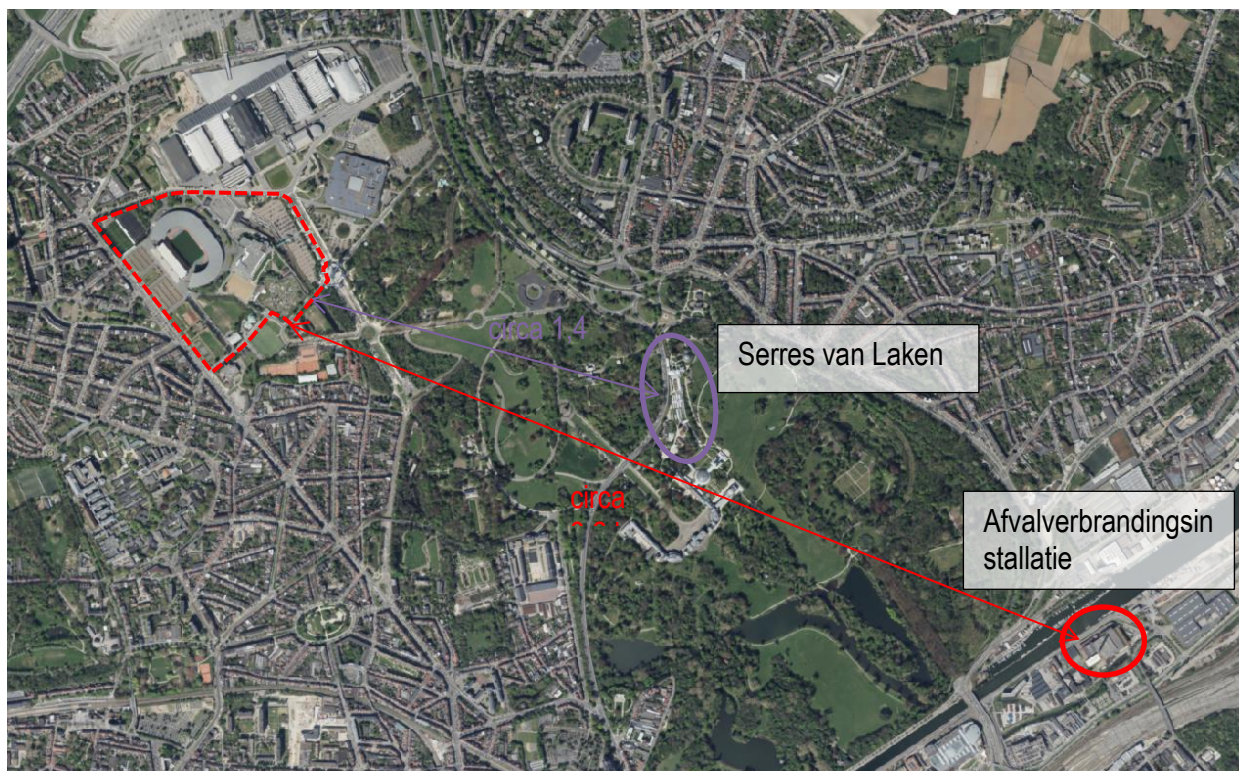 circa 1,4
Serres van Laken
circa
Afvalverbrandingsin
stallatie